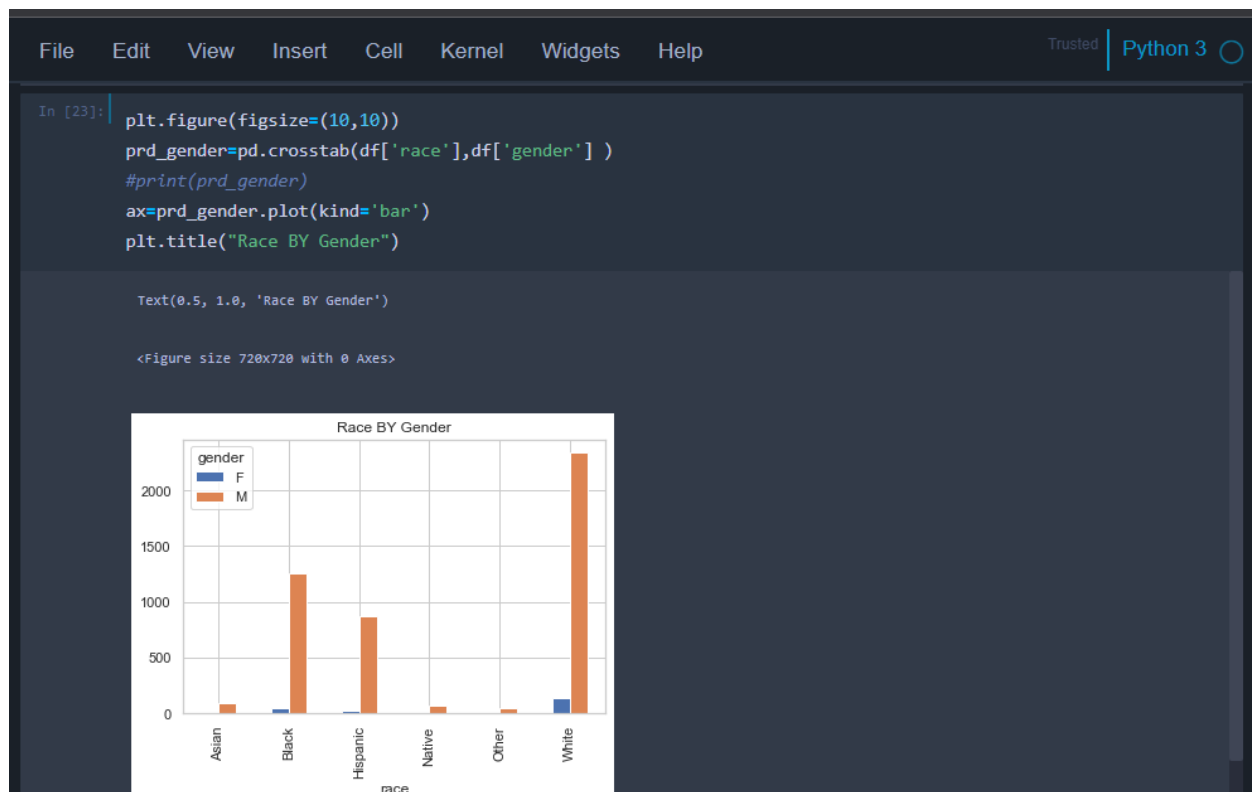 File Edit View Insert Cell Kernel Widgets Help Trusted Python 3
In [23]:
plt.figure(figsize=(10,10))
prd_gender=pd.crosstab(df['race'],df['gender'] )
#print(prd_gender)
ax=prd_gender.plot(kind='bar')
plt.title("Race BY Gender")
Text(0.5, 1.0, 'Race BY Gender')
<Figure size 720x720 with 0 Axes>
Race BY Gender
gender
F
M
2000
1500
1000
500
0
Asian
Black
Hispanic
Native
Other
White
race